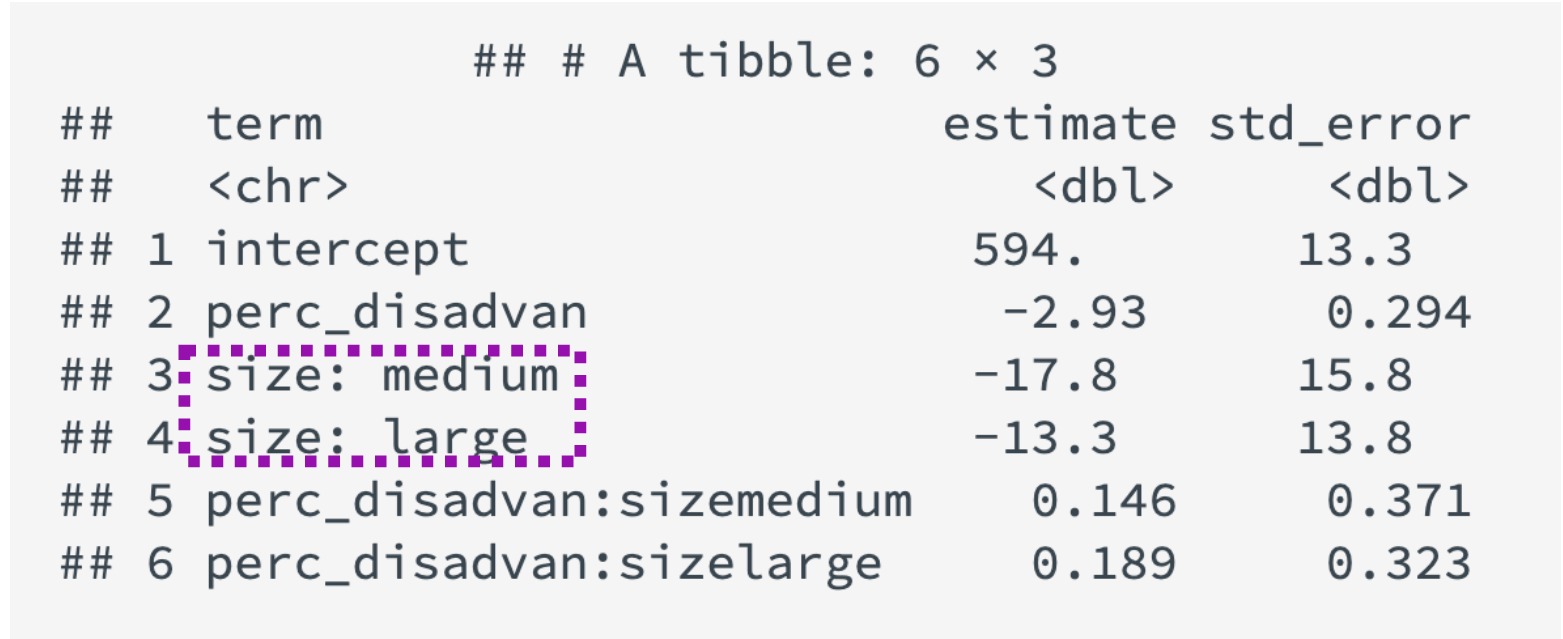 ## # A tibble: 6 × 3
##   term                     estimate std_error
##   <chr>                       <dbl>     <dbl>
## 1 intercept                 594.       13.3
## 2 perc_disadvan              -2.93      0.294
## 3 size: medium              -17.8      15.8
## 4 size: large               -13.3      13.8
## 5 perc_disadvan:sizemedium    0.146     0.371
## 6 perc_disadvan:sizelarge     0.189     0.323